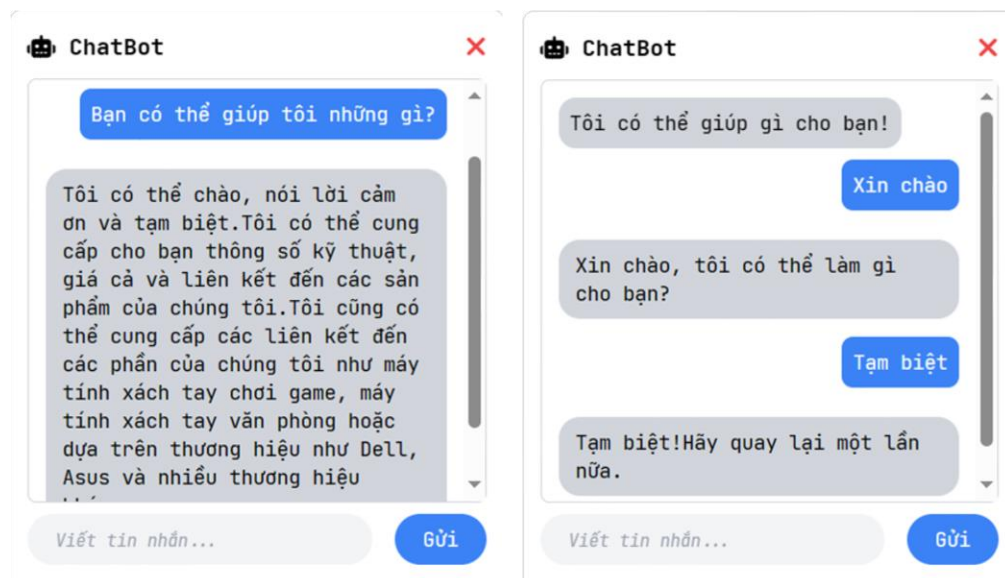 ChatBot
Bạn có thể giúp tôi những gì?
Tôi có thể chào, nói lời cảm
ơn và tạm biệt.Tôi có thể cung
cấp cho bạn thông số kỹ thuật,
giá cả và liên kết đến các sản
phẩm của chúng tôi.Tôi cũng có
thể cung cấp các liên kết đến
các phần của chúng tôi như máy
tính xách tay chơi game, máy
tính xách tay văn phòng hoặc
dựa trên thương hiệu như Dell,
Asus và nhiều thương hiệu
Viết tin nhắn...
Gửi
ChatBot
Tôi có thể giúp gì cho bạn!
Xin chào
Xin chào, tôi có thể làm gì
cho bạn?
Tạm biệt
Tạm biệt!Hãy quay lại một lần
nữa.
Viết tin nhắn...
Gửi